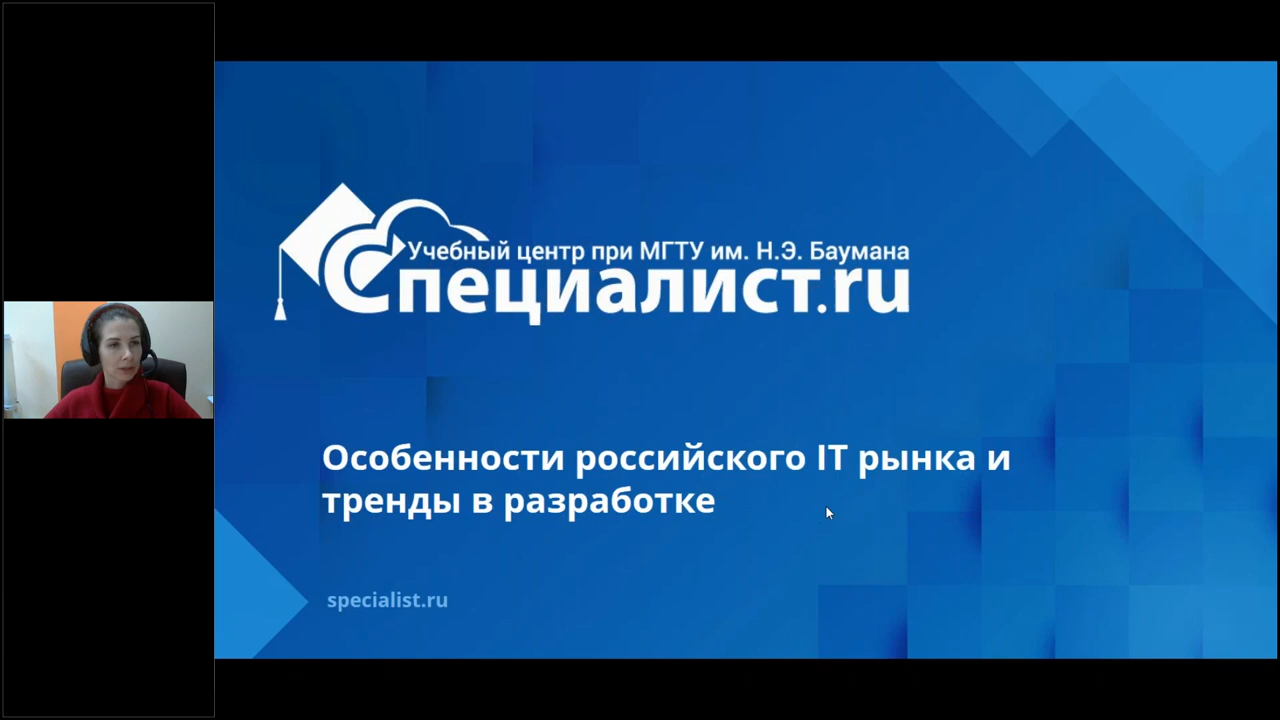 Учебный центр при МГТУ им. Н.Э. Баумана
Специалист.ru
Особенности российского IT рынка и
тренды в разработке
specialist.ru